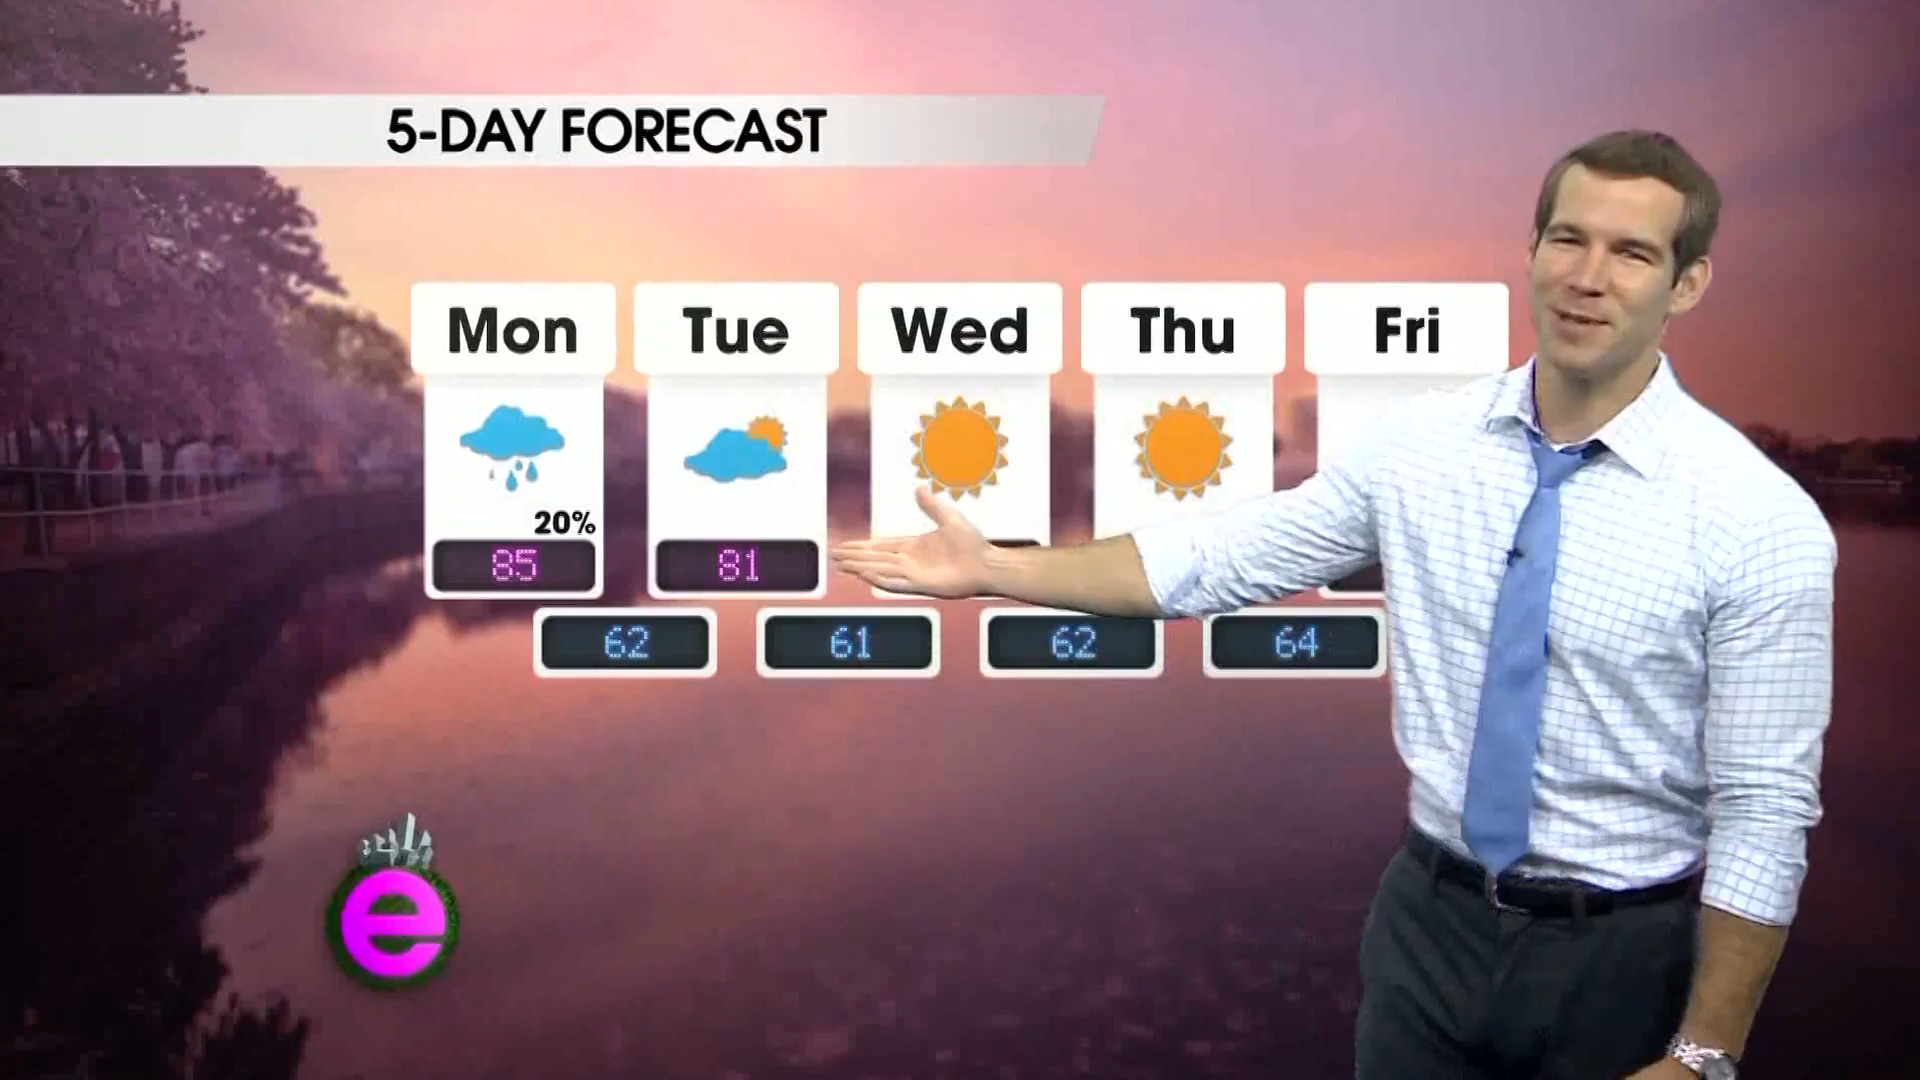 5-DAY FORECAST
Mon Tue Wed Thu Fri
20%
85 81
62 61 62 64
e